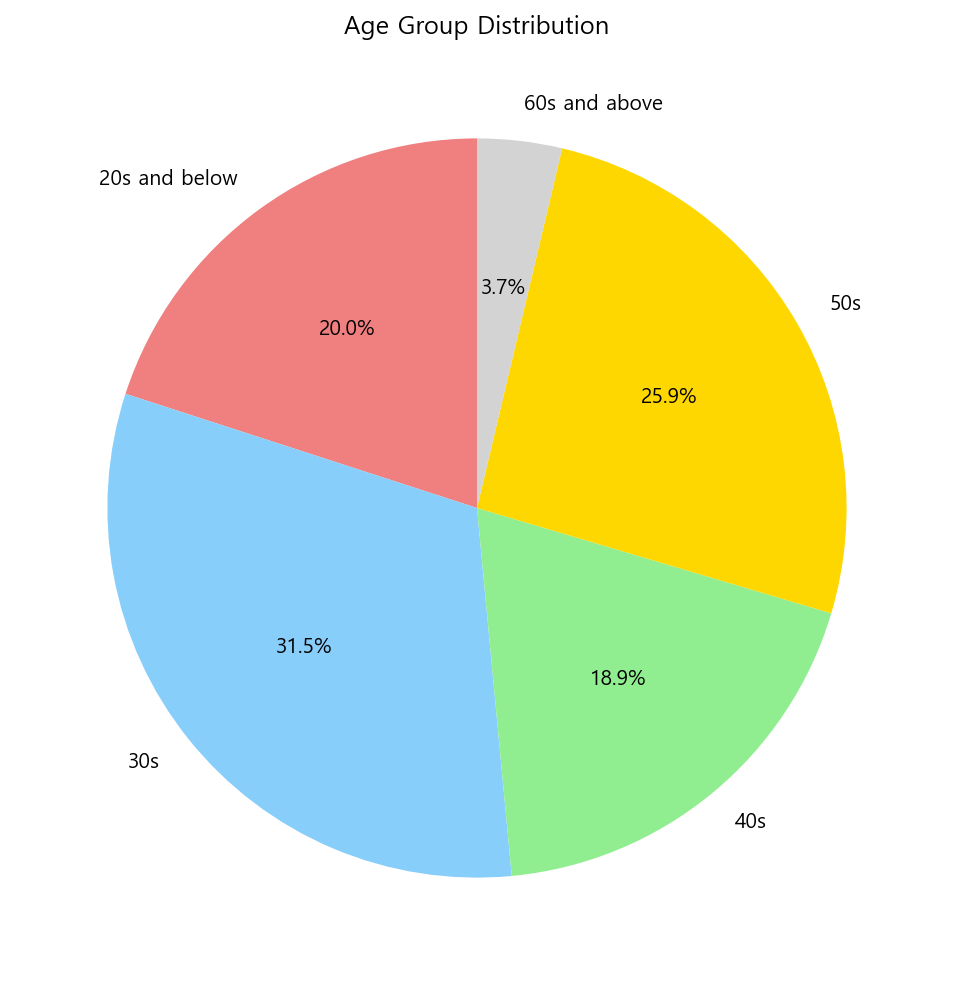 Age Group Distribution
60s and above
20s and below
50s
3.7%
20.0%
25.9%
31.5%
18.9%
30s
40s